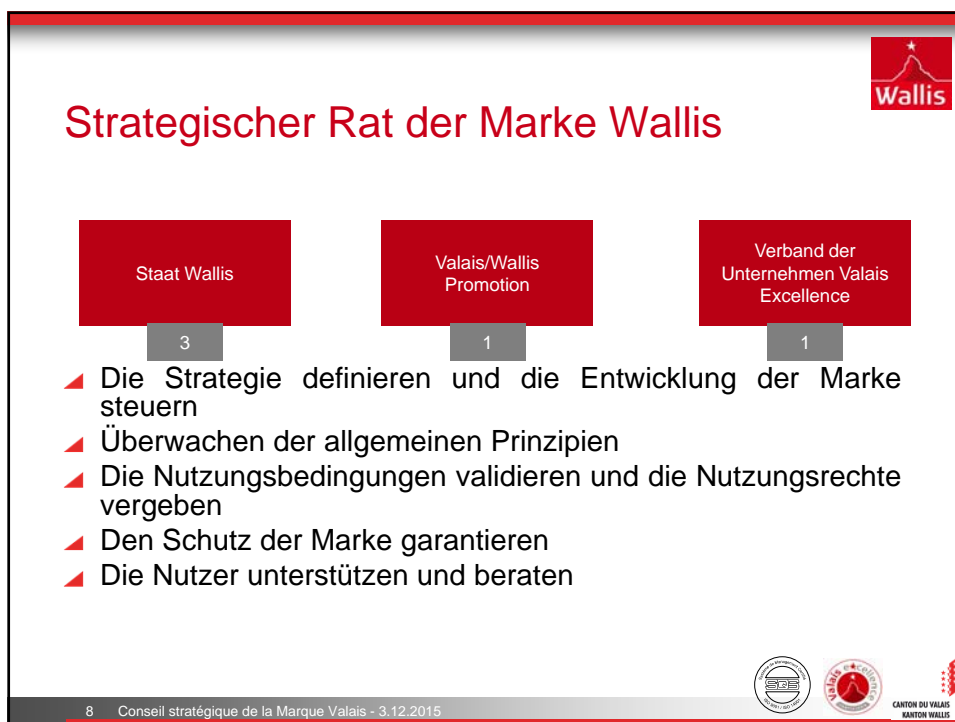 Wallis
Strategischer Rat der Marke Wallis
Staat Wallis
3
Valais/Wallis
Promotion
1
Verband der
Unternehmen Valais
Excellence
1
Die Strategie definieren und die Entwicklung der Marke
steuern
Überwachen der allgemeinen Prinzipien
Die Nutzungsbedingungen validieren und die Nutzungsrechte
vergeben
Den Schutz der Marke garantieren
Die Nutzer unterstützen und beraten
8 Conseil stratégique de la Marque Valais - 3.12.2015
SQS
valais excellence
CANTON DU VALAIS
KANTON WALLIS